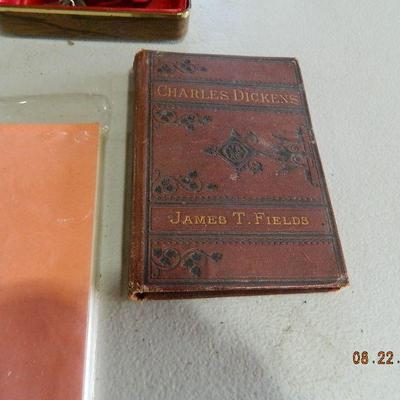 CHARLES DICKENS
JAMES T. FIELDS
08.22.